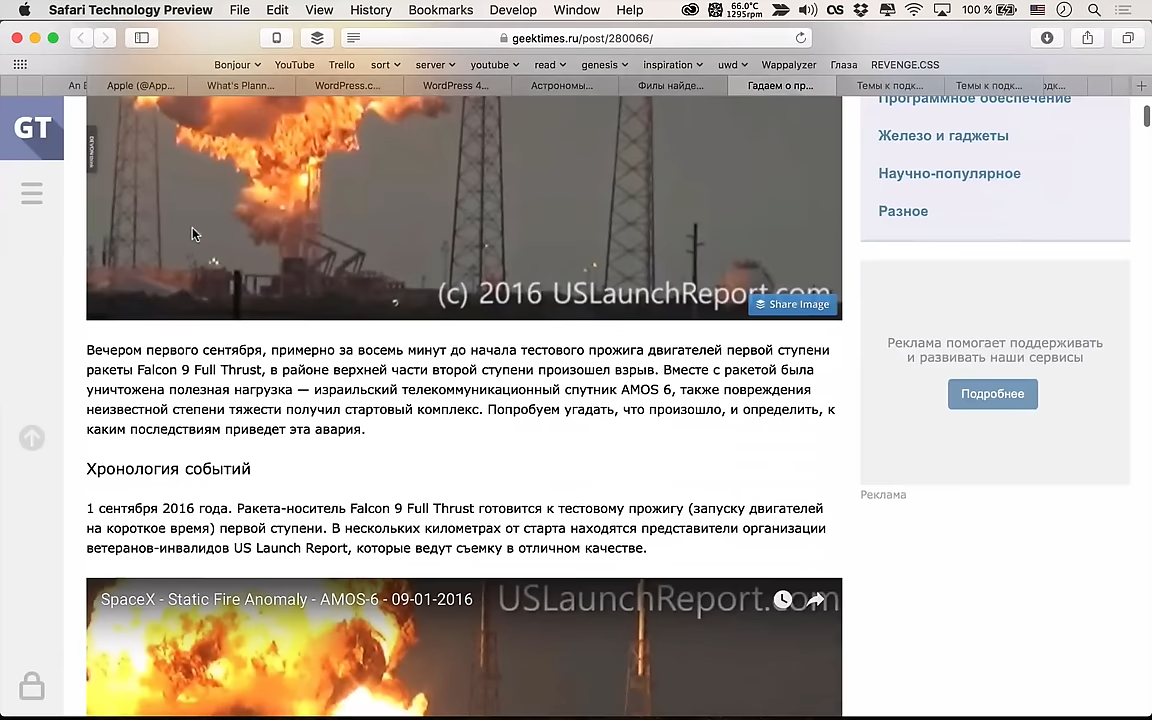 Safari Technology Preview File Edit View History Bookmarks Develop Window Help 66.0°C 1295rpm 100 %
geektimes.ru/post/280066/
Bonjour YouTube Trello sort server youtube read genesis inspiration uwd Wappalyzer Глаза REVENGE.CSS
An E Apple (@App... What's Plann... WordPress.c... WordPress 4... Астрономы... Филы найде... Гадаем о пр... Темы к подк... Темы к подк... одк...
GT
Программное обеспечение
Железо и гаджеты
Научно-популярное
Разное
(c) 2016 USLaunchReport.com
Share Image
Реклама помогает поддерживать
и развивать наши сервисы
Подробнее
Реклама
Вечером первого сентября, примерно за восемь минут до начала тестового прожига двигателей первой ступени
ракеты Falcon 9 Full Thrust, в районе верхней части второй ступени произошел взрыв. Вместе с ракетой была
уничтожена полезная нагрузка — израильский телекоммуникационный спутник AMOS 6, также повреждения
неизвестной степени тяжести получил стартовый комплекс. Попробуем угадать, что произошло, и определить, к
каким последствиям приведет эта авария.
Хронология событий
1 сентября 2016 года. Ракета-носитель Falcon 9 Full Thrust готовится к тестовому прожигу (запуску двигателей
на короткое время) первой ступени. В нескольких километрах от старта находятся представители организации
ветеранов-инвалидов US Launch Report, которые ведут съемку в отличном качестве.
SpaceX - Static Fire Anomaly - AMOS-6 - 09-01-2016
USLaunchReport.com